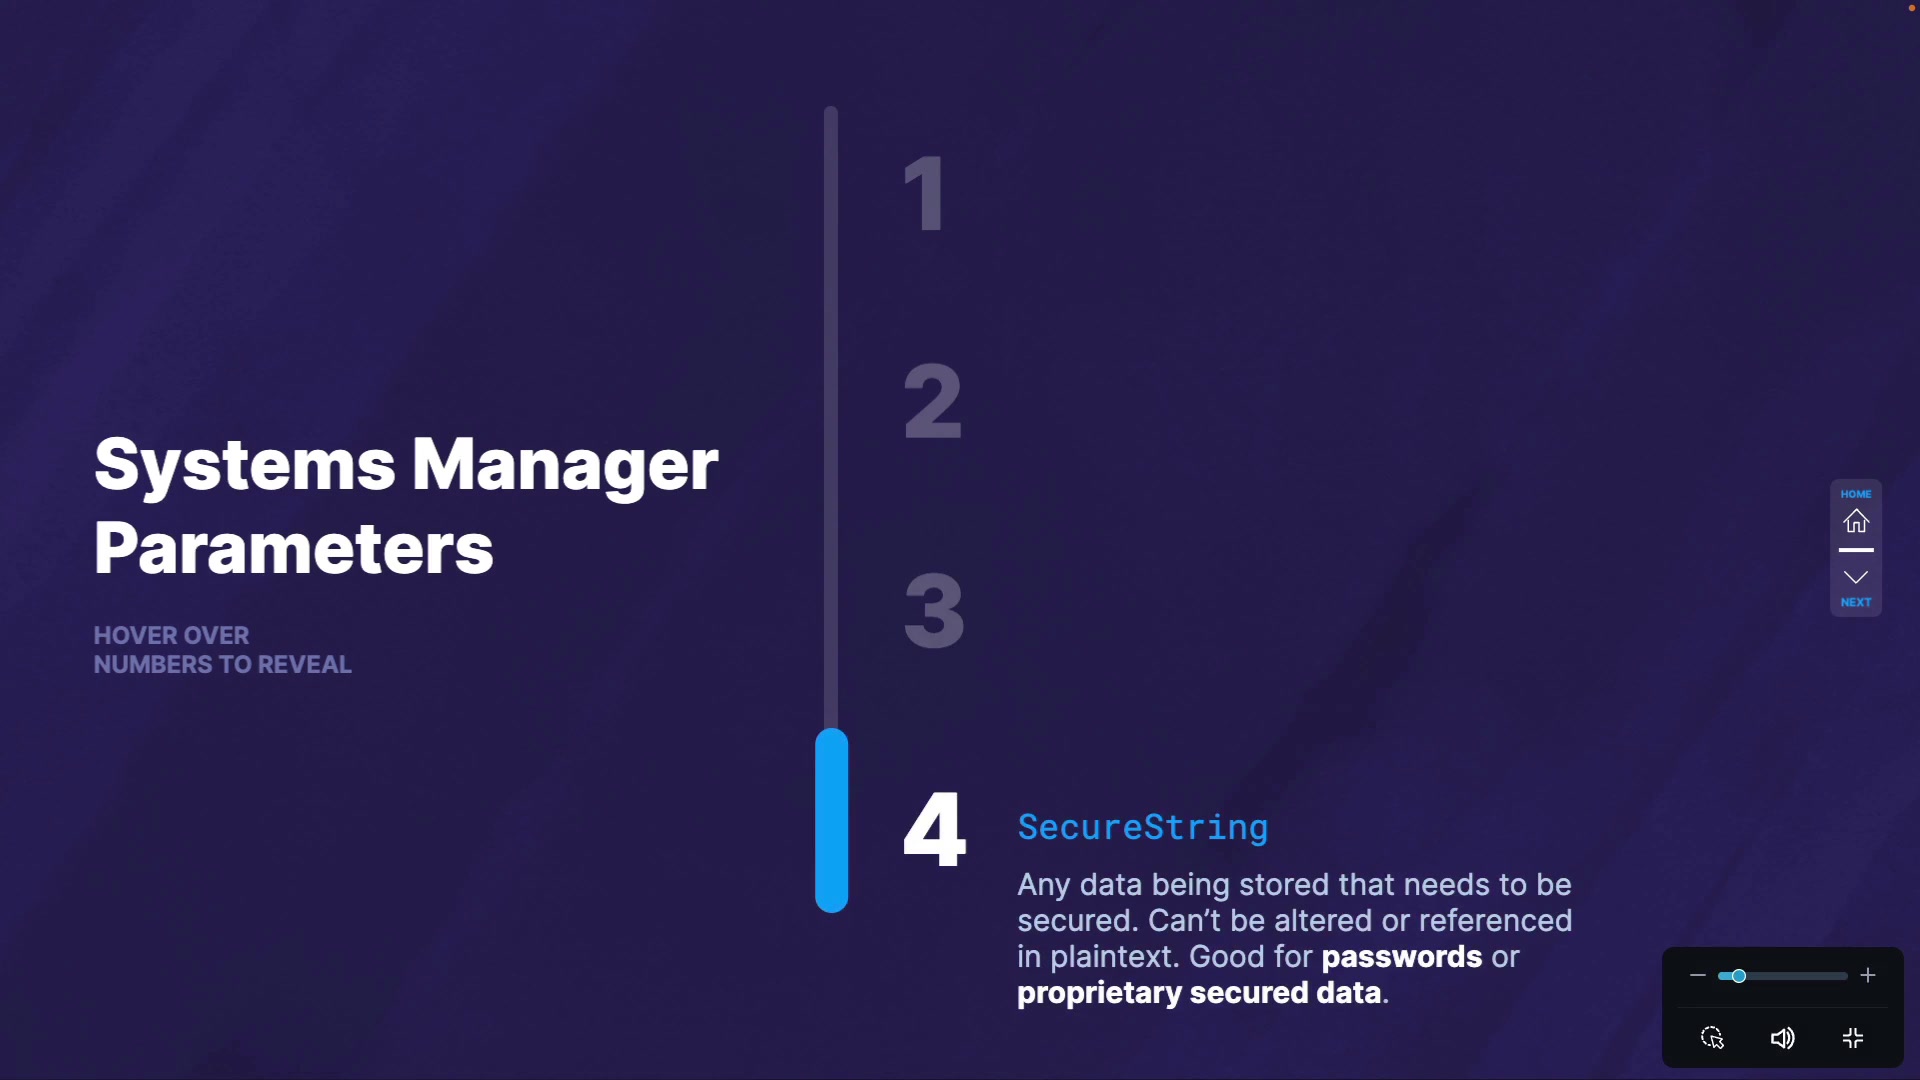 1
2
Systems Manager
Parameters
HOVER OVER
NUMBERS TO REVEAL
3
4
SecureString
Any data being stored that needs to be
secured. Can’t be altered or referenced
in plaintext. Good for passwords or
proprietary secured data.
HOME
NEXT